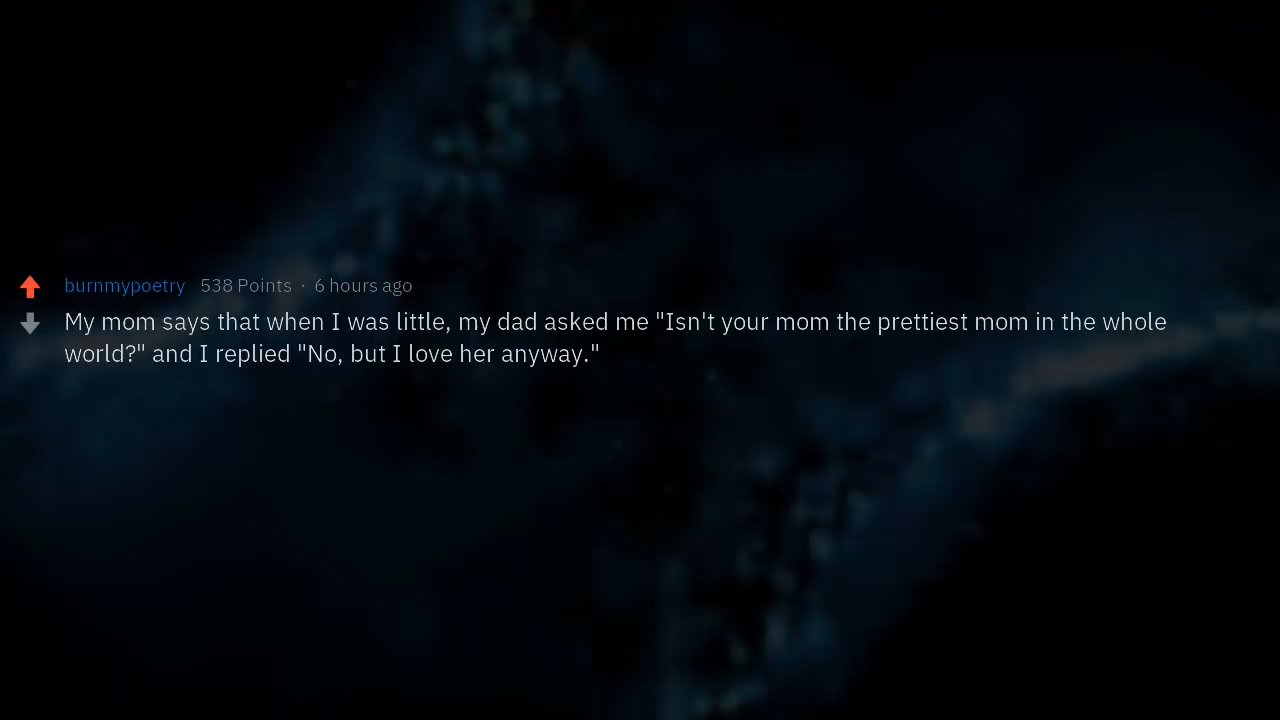 burnmypoetry 538 Points · 6 hours ago
My mom says that when I was little, my dad asked me "Isn't your mom the prettiest mom in the whole
world?" and I replied "No, but I love her anyway."